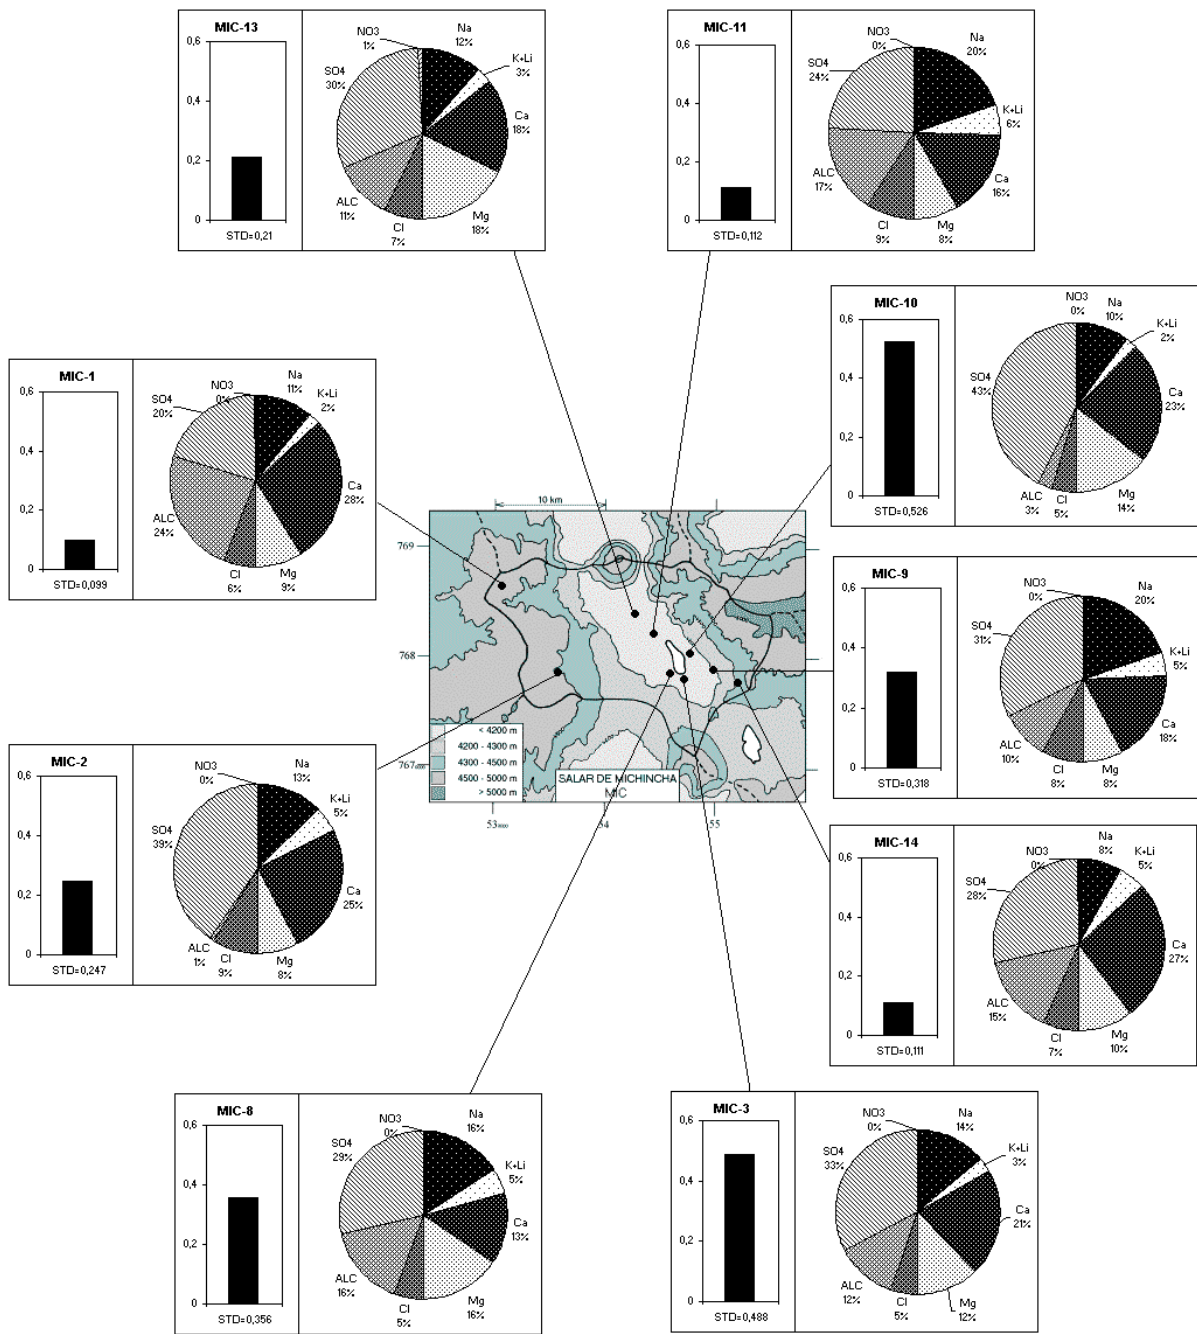 MIC-13
0,6
0,4
0,2
0
STD=0,21
NO3
1%
Na
12%
K+Li
3%
Ca
18%
Mg
18%
Cl
7%
ALC
11%
SO4
30%
MIC-11
0,6
0,4
0,2
0
STD=0,112
NO3
0%
Na
20%
K+Li
6%
Ca
16%
Mg
8%
Cl
9%
ALC
17%
SO4
24%
MIC-10
0,6
0,4
0,2
0
STD=0,526
NO3
0%
Na
10%
K+Li
2%
Ca
23%
Mg
14%
Cl
5%
ALC
3%
SO4
43%
MIC-1
0,6
0,4
0,2
0
STD=0,099
NO3
0%
Na
11%
K+Li
2%
Ca
28%
Mg
9%
Cl
6%
ALC
24%
SO4
20%
10 km
769
768
767
< 4200 m
4200 - 4300 m
4300 - 4500 m
4500 - 5000 m
> 5000 m
SALAR DE MICHINCHA
MIC
53
54
55
MIC-9
0,6
0,4
0,2
0
STD=0,318
NO3
0%
Na
20%
K+Li
5%
Ca
18%
Mg
8%
Cl
8%
ALC
10%
SO4
31%
MIC-2
0,6
0,4
0,2
0
STD=0,247
NO3
0%
Na
13%
K+Li
5%
Ca
25%
Mg
8%
Cl
9%
ALC
1%
SO4
39%
MIC-14
0,6
0,4
0,2
0
STD=0,111
NO3
0%
Na
8%
K+Li
5%
Ca
27%
Mg
10%
Cl
7%
ALC
15%
SO4
28%
MIC-8
0,6
0,4
0,2
0
STD=0,356
NO3
0%
Na
16%
K+Li
5%
Ca
13%
Mg
16%
Cl
5%
ALC
16%
SO4
29%
MIC-3
0,6
0,4
0,2
0
STD=0,488
NO3
0%
Na
14%
K+Li
3%
Ca
21%
Mg
12%
Cl
5%
ALC
12%
SO4
33%